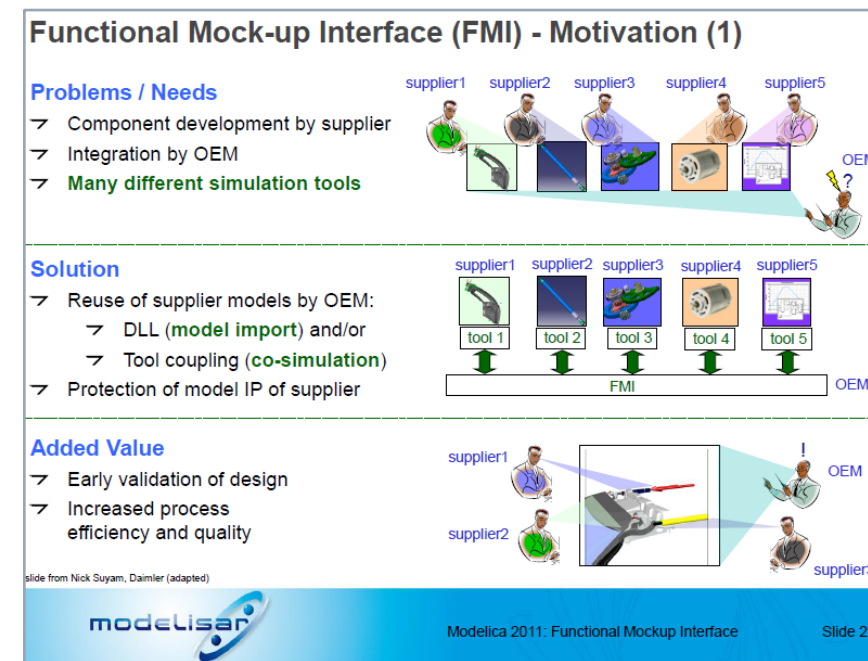 Functional Mock-up Interface (FMI) - Motivation (1)
Problems / Needs
Component development by supplier
Integration by OEM
Many different simulation tools
supplier1 supplier2 supplier3 supplier4 supplier5
OEM
?
Solution
Reuse of supplier models by OEM:
DLL (model import) and/or
Tool coupling (co-simulation)
Protection of model IP of supplier
supplier1 supplier2 supplier3 supplier4 supplier5
tool 1 tool 2 tool 3 tool 4 tool 5
FMI
OEM
Added Value
Early validation of design
Increased process
efficiency and quality
supplier1
!
OEM
supplier2
supplier3
slide from Nick Suyam, Daimler (adapted)
modelisar
Modelica 2011: Functional Mockup Interface
Slide 2